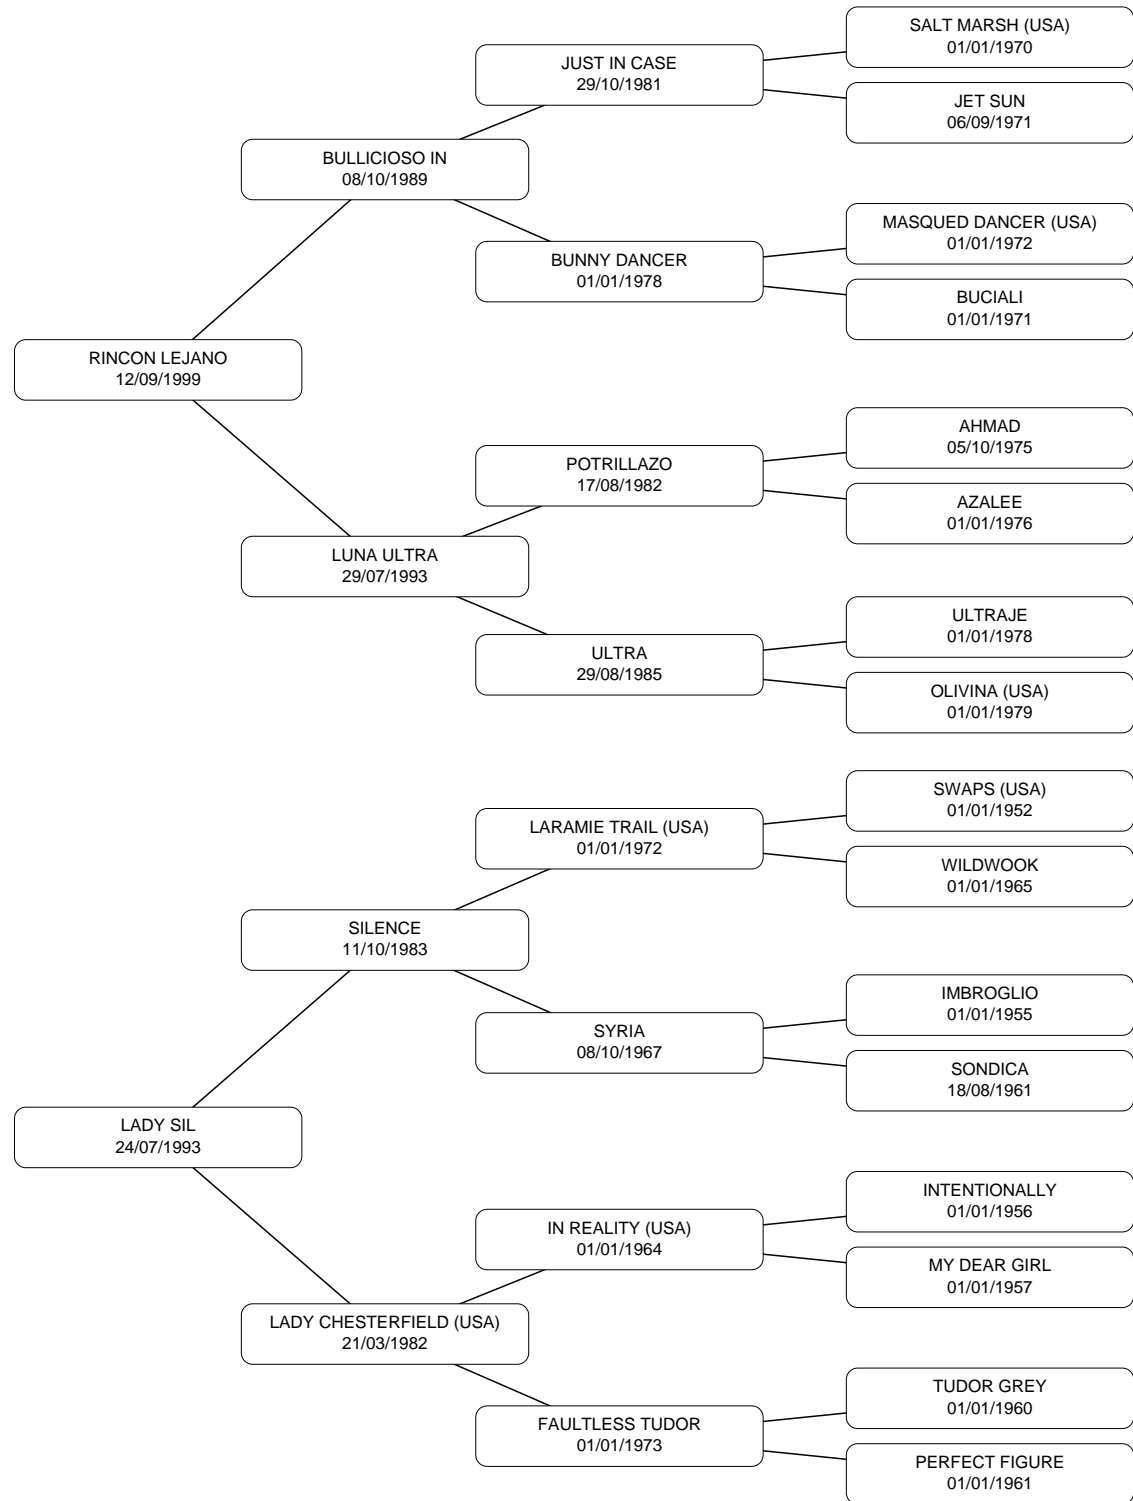 SALT MARSH (USA)
01/01/1970
JUST IN CASE
29/10/1981
JET SUN
06/09/1971
BULLICIOSO IN
08/10/1989
MASQUED DANCER (USA)
01/01/1972
BUNNY DANCER
01/01/1978
BUCIALI
01/01/1971
RINCON LEJANO
12/09/1999
AHMAD
05/10/1975
POTRILLAZO
17/08/1982
AZALEE
01/01/1976
LUNA ULTRA
29/07/1993
ULTRAJE
01/01/1978
ULTRA
29/08/1985
OLIVINA (USA)
01/01/1979
SWAPS (USA)
01/01/1952
LARAMIE TRAIL (USA)
01/01/1972
WILDWOOK
01/01/1965
SILENCE
11/10/1983
IMBROGLIO
01/01/1955
SYRIA
08/10/1967
SONDICA
18/08/1961
LADY SIL
24/07/1993
INTENTIONALLY
01/01/1956
IN REALITY (USA)
01/01/1964
MY DEAR GIRL
01/01/1957
LADY CHESTERFIELD (USA)
21/03/1982
TUDOR GREY
01/01/1960
FAULTLESS TUDOR
01/01/1973
PERFECT FIGURE
01/01/1961